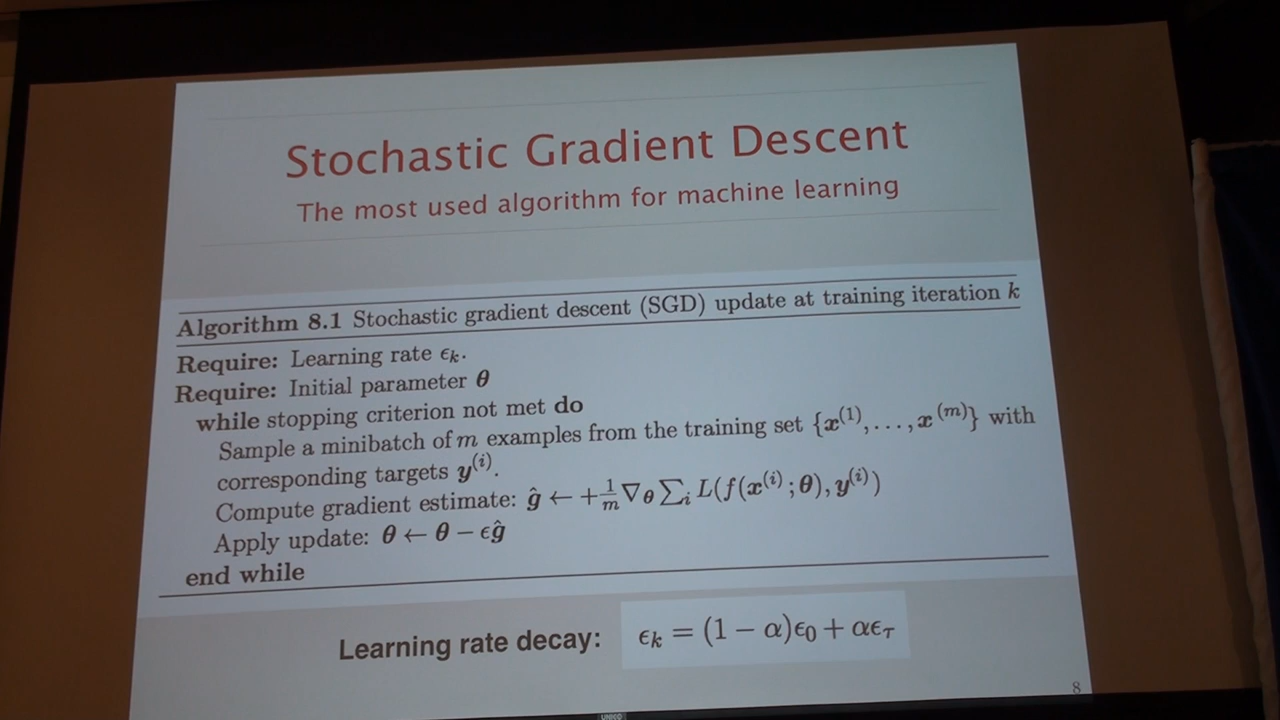 Stochastic Gradient Descent
The most used algorithm for machine learning
Algorithm 8.1 Stochastic gradient descent (SGD) update at training iteration k
Require: Learning rate ϵₖ.
Require: Initial parameter θ
while stopping criterion not met do
Sample a minibatch of m examples from the training set {x⁽¹⁾, . . . , x⁽ᵐ⁾} with
corresponding targets y⁽ⁱ⁾.
Compute gradient estimate: ĝ ← +1/m ∇θ ∑ᵢ L(f(x⁽ⁱ⁾; θ), y⁽ⁱ⁾)
Apply update: θ ← θ − ϵĝ
end while
Learning rate decay: ϵₖ = (1 − α)ϵ₀ + αϵτ
8